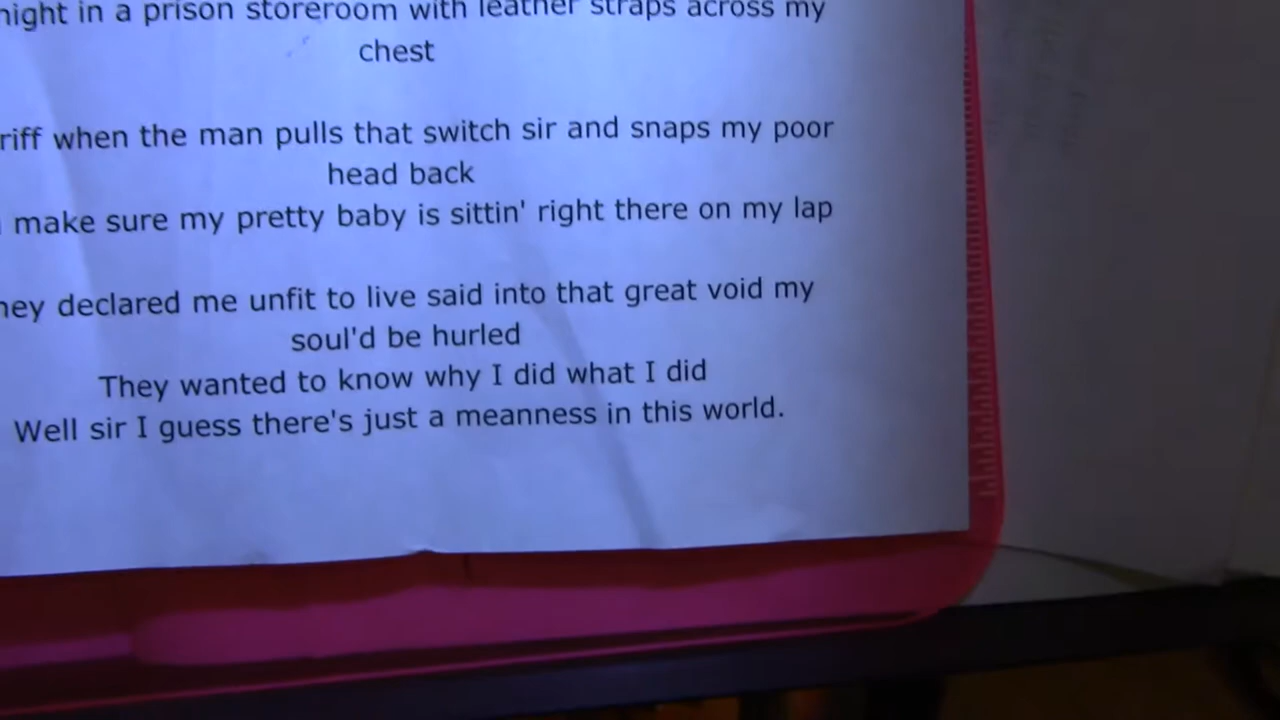 night in a prison storeroom with leather straps across my
chest
riff when the man pulls that switch sir and snaps my poor
head back
make sure my pretty baby is sittin' right there on my lap
hey declared me unfit to live said into that great void my
soul'd be hurled
They wanted to know why I did what I did
Well sir I guess there's just a meanness in this world.